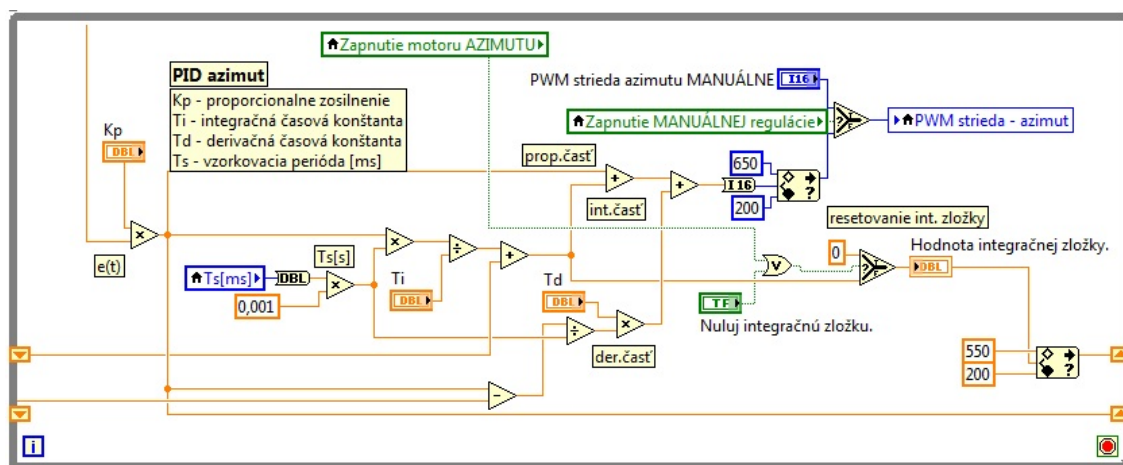 Zapnutie motoru AZIMUTU
PID azimut
Kp - proporcionalne zosilnenie
Ti - integračná časová konštanta
Td - derivačná časová konštanta
Ts - vzorkovacia perióda [ms]
PWM strieda azimutu MANUÁLNE
I16
Zapnutie MANUÁLNEJ regulácie
PWM strieda - azimut
Kp
DBL
prop.časť
650
I16
200
int.časť
resetovanie int. zložky
e(t)
Ts[s]
Ts[ms]
DBL
0,001
Ti
DBL
Td
DBL
0
Hodnota integračnej zložky.
DBL
TF
Nuluj integračnú zložku.
der.časť
550
200
i